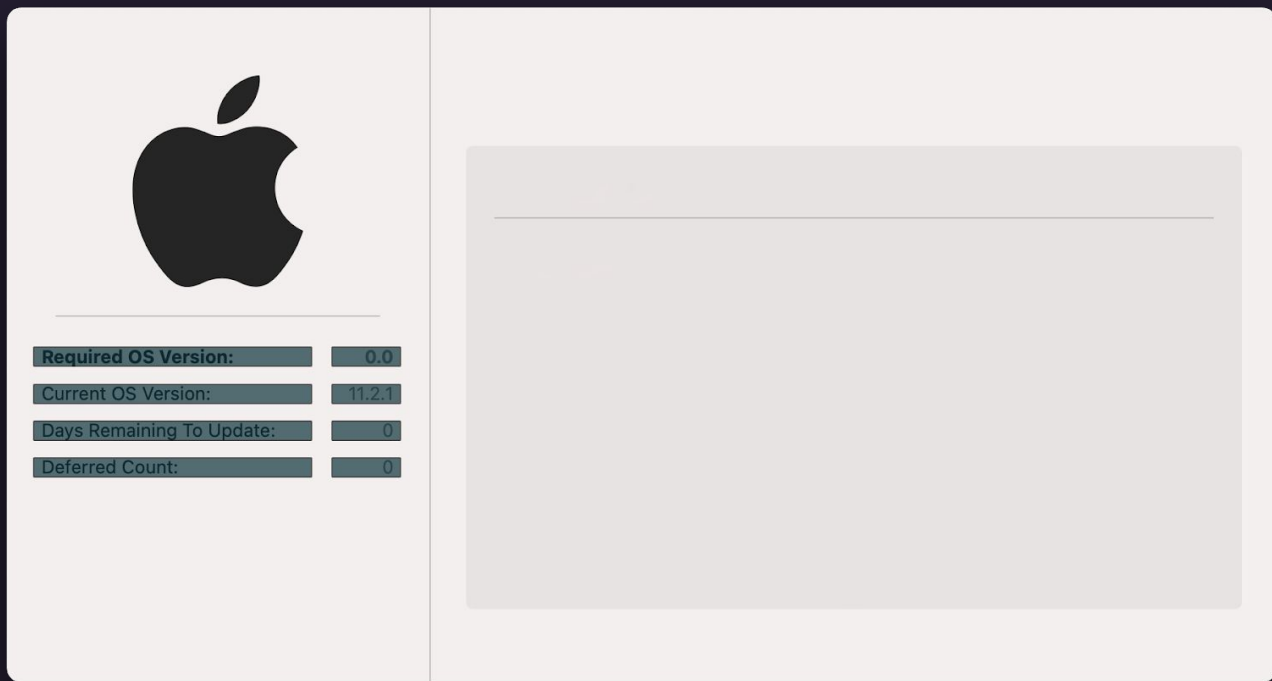 Required OS Version: 0.0
Current OS Version: 11.2.1
Days Remaining To Update: 0
Deferred Count: 0